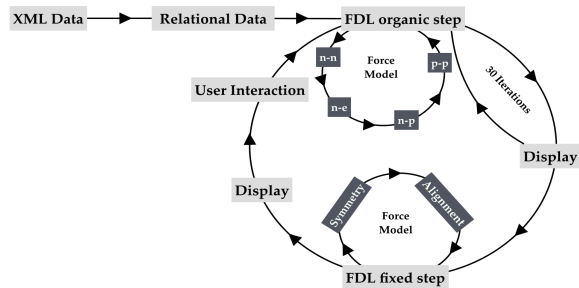 XML Data
Relational Data
FDL organic step
n-n
Force
Model
p-p
n-e
n-p
30 Iterations
User Interaction
Display
Display
Symmetry
Force
Model
Alignment
FDL fixed step